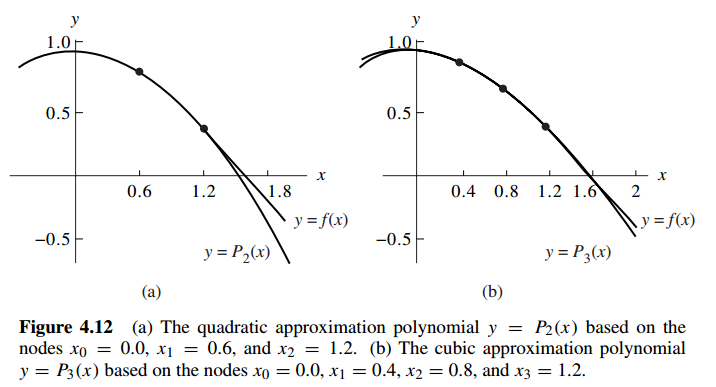 y
1.0
0.5
x
0.6 1.2 1.8
y = f(x)
−0.5
y = P2(x)
(a)
y
1.0
0.5
x
0.4 0.8 1.2 1.6 2
y = f(x)
−0.5
y = P3(x)
(b)
Figure 4.12 (a) The quadratic approximation polynomial y = P2(x) based on the
nodes x0 = 0.0, x1 = 0.6, and x2 = 1.2. (b) The cubic approximation polynomial
y = P3(x) based on the nodes x0 = 0.0, x1 = 0.4, x2 = 0.8, and x3 = 1.2.